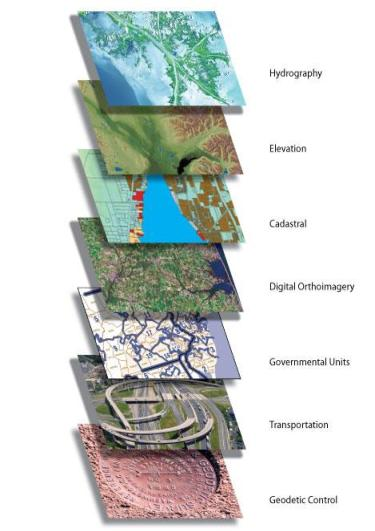 Hydrography
Elevation
Cadastral
Digital Orthoimagery
Governmental Units
Transportation
Geodetic Control